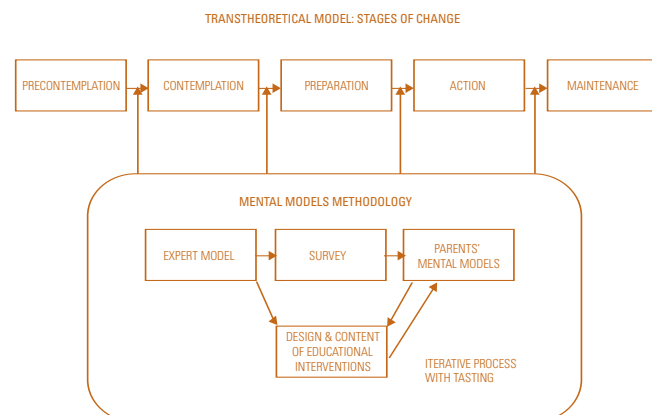 TRANSTHEORETICAL MODEL: STAGES OF CHANGE
PRECONTEMPLATION
CONTEMPLATION
PREPARATION
ACTION
MAINTENANCE
MENTAL MODELS METHODOLOGY
EXPERT MODEL
SURVEY
PARENTS'
MENTAL MODELS
DESIGN & CONTENT
OF EDUCATIONAL
INTERVENTIONS
ITERATIVE PROCESS
WITH TASTING